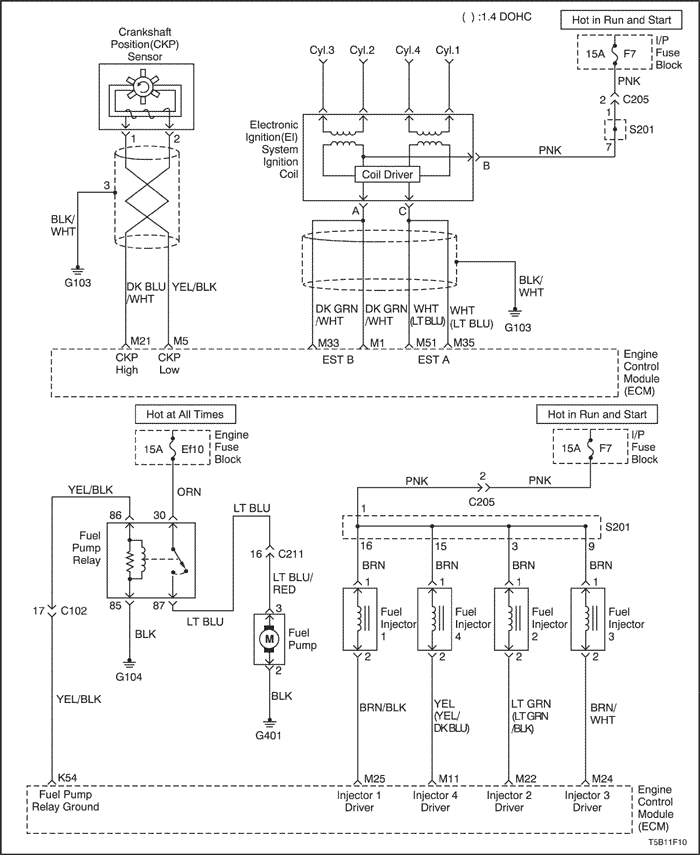 ( ) :1.4 DOHC
Hot in Run and Start
Crankshaft
Position(CKP)
Sensor
Cyl.3
Cyl.2
Cyl.4
Cyl.1
15A
F7
I/P
Fuse
Block
PNK
2
C205
1
S201
7
PNK
Electronic
Ignition(EI)
System
Ignition
Coil
Coil Driver
B
A
C
1
2
3
BLK/
WHT
G103
DK BLU
/WHT
YEL/BLK
BLK/
WHT
G103
DK GRN
/WHT
DK GRN
/WHT
WHT
(LT BLU)
WHT
(LT BLU)
M21
M5
M33
M1
M51
M35
CKP
High
CKP
Low
EST B
EST A
Engine
Control
Module
(ECM)
Hot at All Times
15A
Ef10
Engine
Fuse
Block
Hot in Run and Start
15A
F7
I/P
Fuse
Block
YEL/BLK
ORN
LT BLU
PNK
2
PNK
C205
1
S201
86
30
Fuel
Pump
Relay
85
87
LT BLU
16
C211
LT BLU/
RED
16
15
3
9
BRN
BRN
BRN
BRN
1
1
1
1
Fuel
Injector
1
Fuel
Injector
4
Fuel
Injector
2
Fuel
Injector
3
2
2
2
2
17
C102
BLK
G104
3
M
Fuel
Pump
2
BLK
G401
YEL/BLK
BRN/BLK
YEL
(YEL/
DKBLU)
LT GRN
(LTGRN
/BLK)
BRN/
WHT
K54
M25
M11
M22
M24
Fuel Pump
Relay Ground
Injector 1
Driver
Injector 4
Driver
Injector 2
Driver
Injector 3
Driver
Engine
Control
Module
(ECM)
T5B11F10